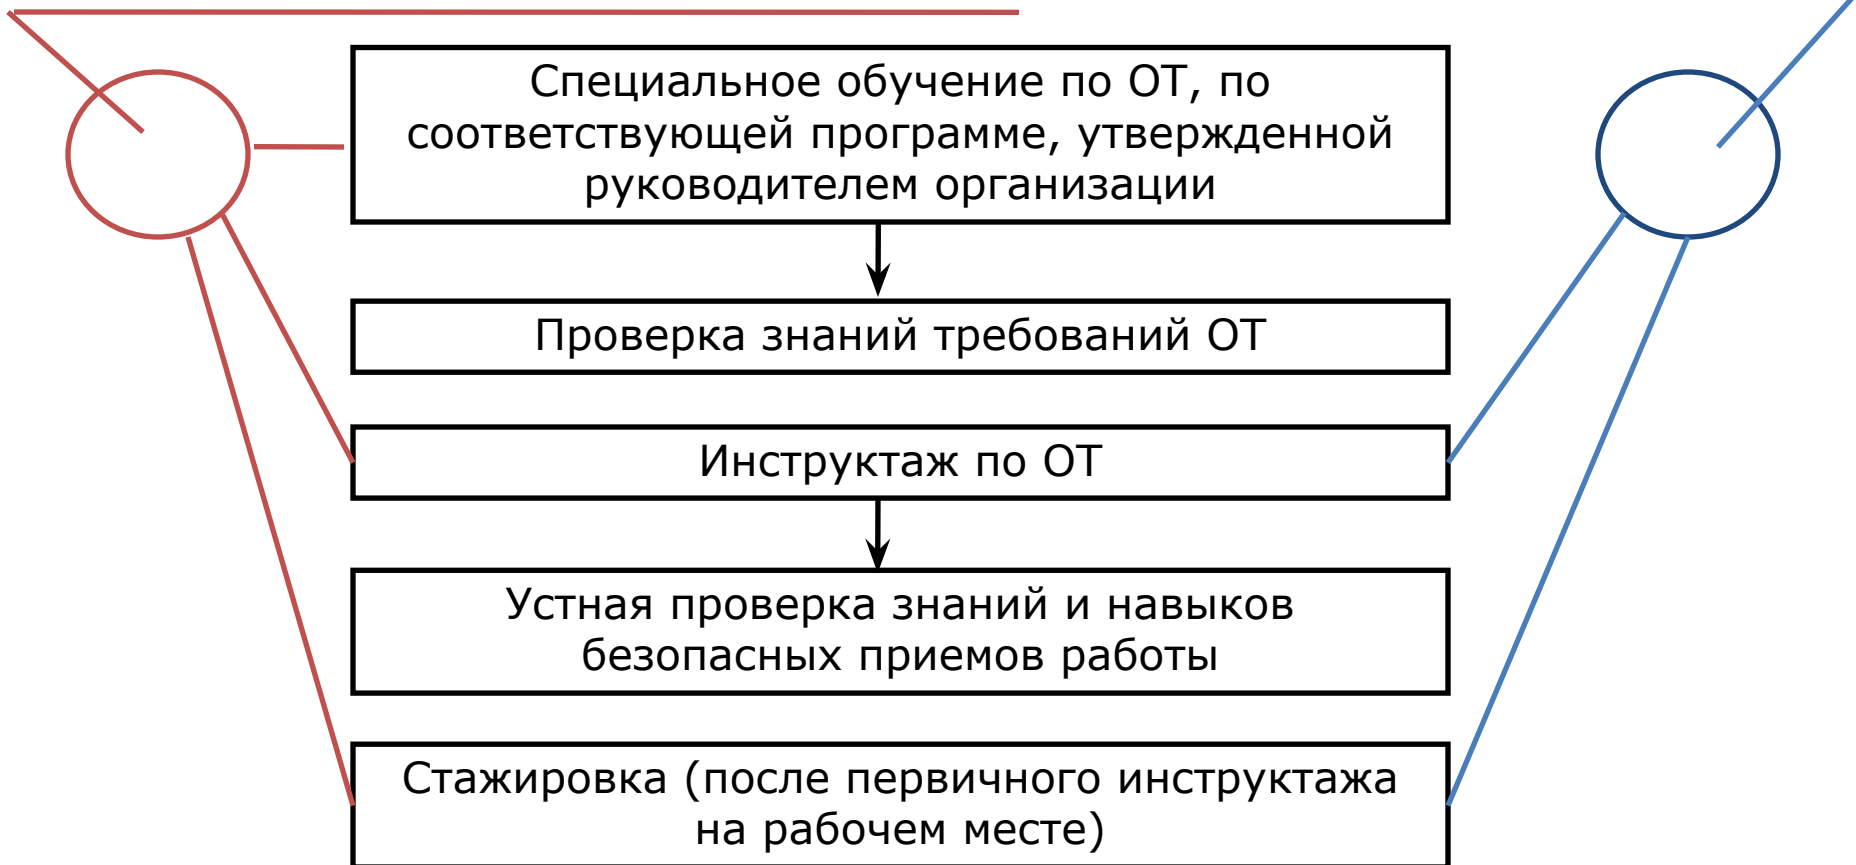 Специальное обучение по ОТ, по
соответствующей программе, утвержденной
руководителем организации
Проверка знаний требований ОТ
Инструктаж по ОТ
Устная проверка знаний и навыков
безопасных приемов работы
Стажировка (после первичного инструктажа
на рабочем месте)